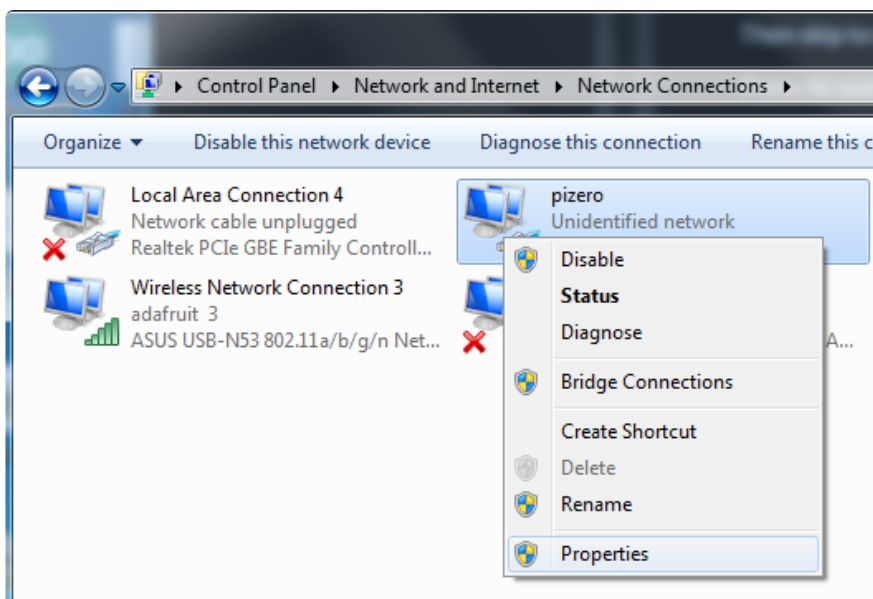 Control Panel Network and Internet Network Connections
Organize Disable this network device Diagnose this connection Rename this c
Local Area Connection 4
Network cable unplugged
Realtek PCIe GBE Family Controll...
pizero
Unidentified network
Wireless Network Connection 3
adafruit 3
ASUS USB-N53 802.11a/b/g/n Net...
A...
Disable
Status
Diagnose
Bridge Connections
Create Shortcut
Delete
Rename
Properties